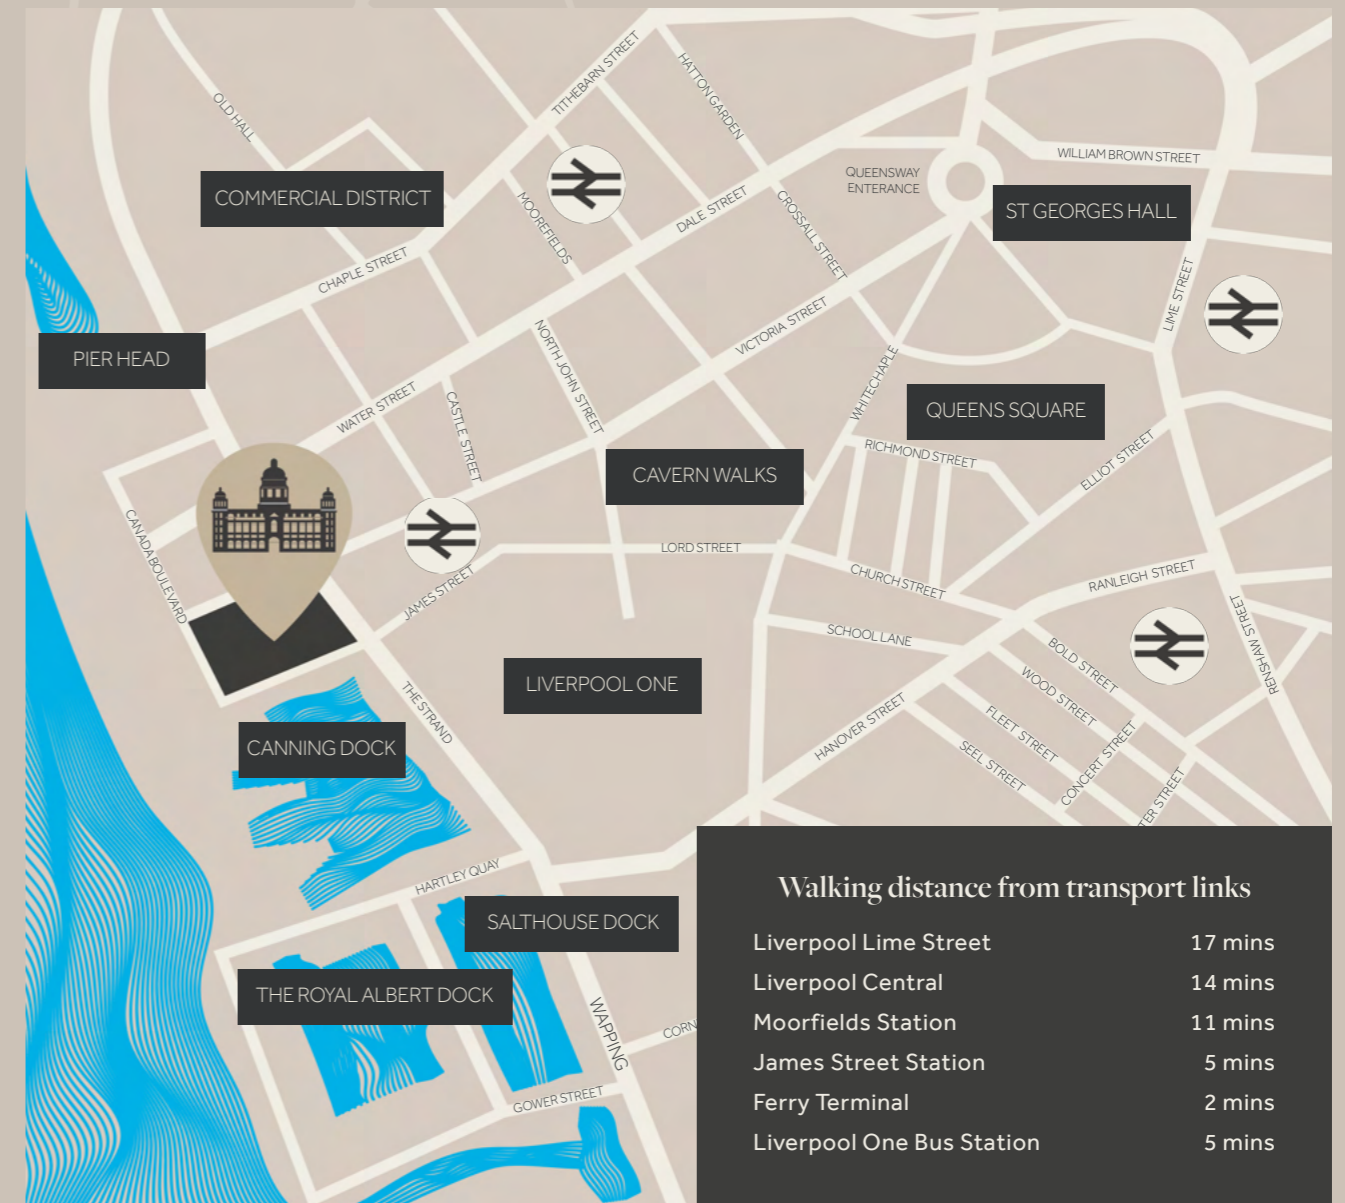 TITHEBARN STREET
HATTON GARDEN
OLD HALL
WILLIAM BROWN STREET
QUEENSWAY
ENTERANCE
COMMERCIAL DISTRICT
ST GEORGES HALL
MOOREFIELDS
DALE STREET
CROSSALL STREET
CHAPLE STREET
LIME STREET
VICTORIA STREET
PIER HEAD
NORTH JOHN STREET
WHITECHAPLE
WATER STREET
CASTLE STREET
QUEENS SQUARE
RICHMOND STREET
ELLIOT STREET
CAVERN WALKS
CANADA BOULEVARD
LORD STREET
JAMES STREET
CHURCH STREET
RANLEIGH STREET
SCHOOL LANE
RENSHAW STREET
BOLD STREET
WOOD STREET
LIVERPOOL ONE
THE STRAND
HANOVER STREET
FLEET STREET
SEEL STREET
CONCERT STREET
CANNING DOCK
TER STREET
HARTLEY QUAY
SALTHOUSE DOCK
THE ROYAL ALBERT DOCK
WAPPING
CORN
GOWER STREET
Walking distance from transport links
Liverpool Lime Street 17 mins
Liverpool Central 14 mins
Moorfields Station 11 mins
James Street Station 5 mins
Ferry Terminal 2 mins
Liverpool One Bus Station 5 mins